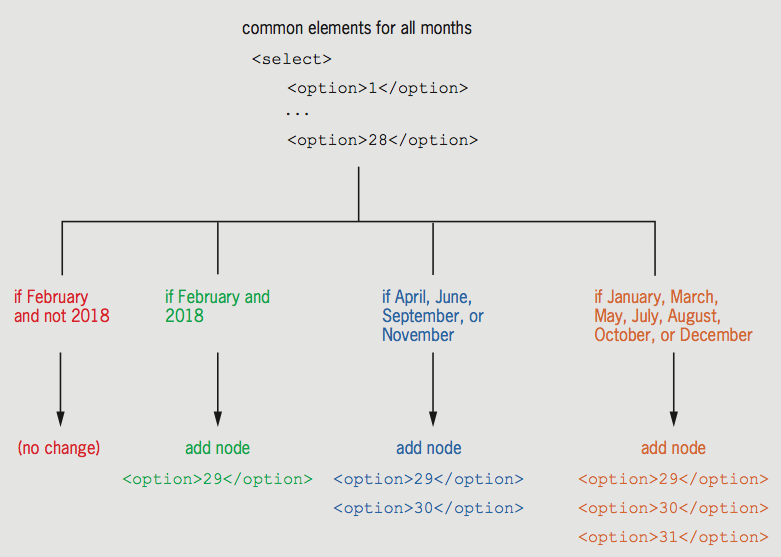 common elements for all months
<select>
<option>1</option>
...
<option>28</option>
if February
and not 2018
if February and
2018
if April, June,
September, or
November
if January, March,
May, July, August,
October, or December
(no change)
add node
<option>29</option>
add node
<option>29</option>
<option>30</option>
add node
<option>29</option>
<option>30</option>
<option>31</option>